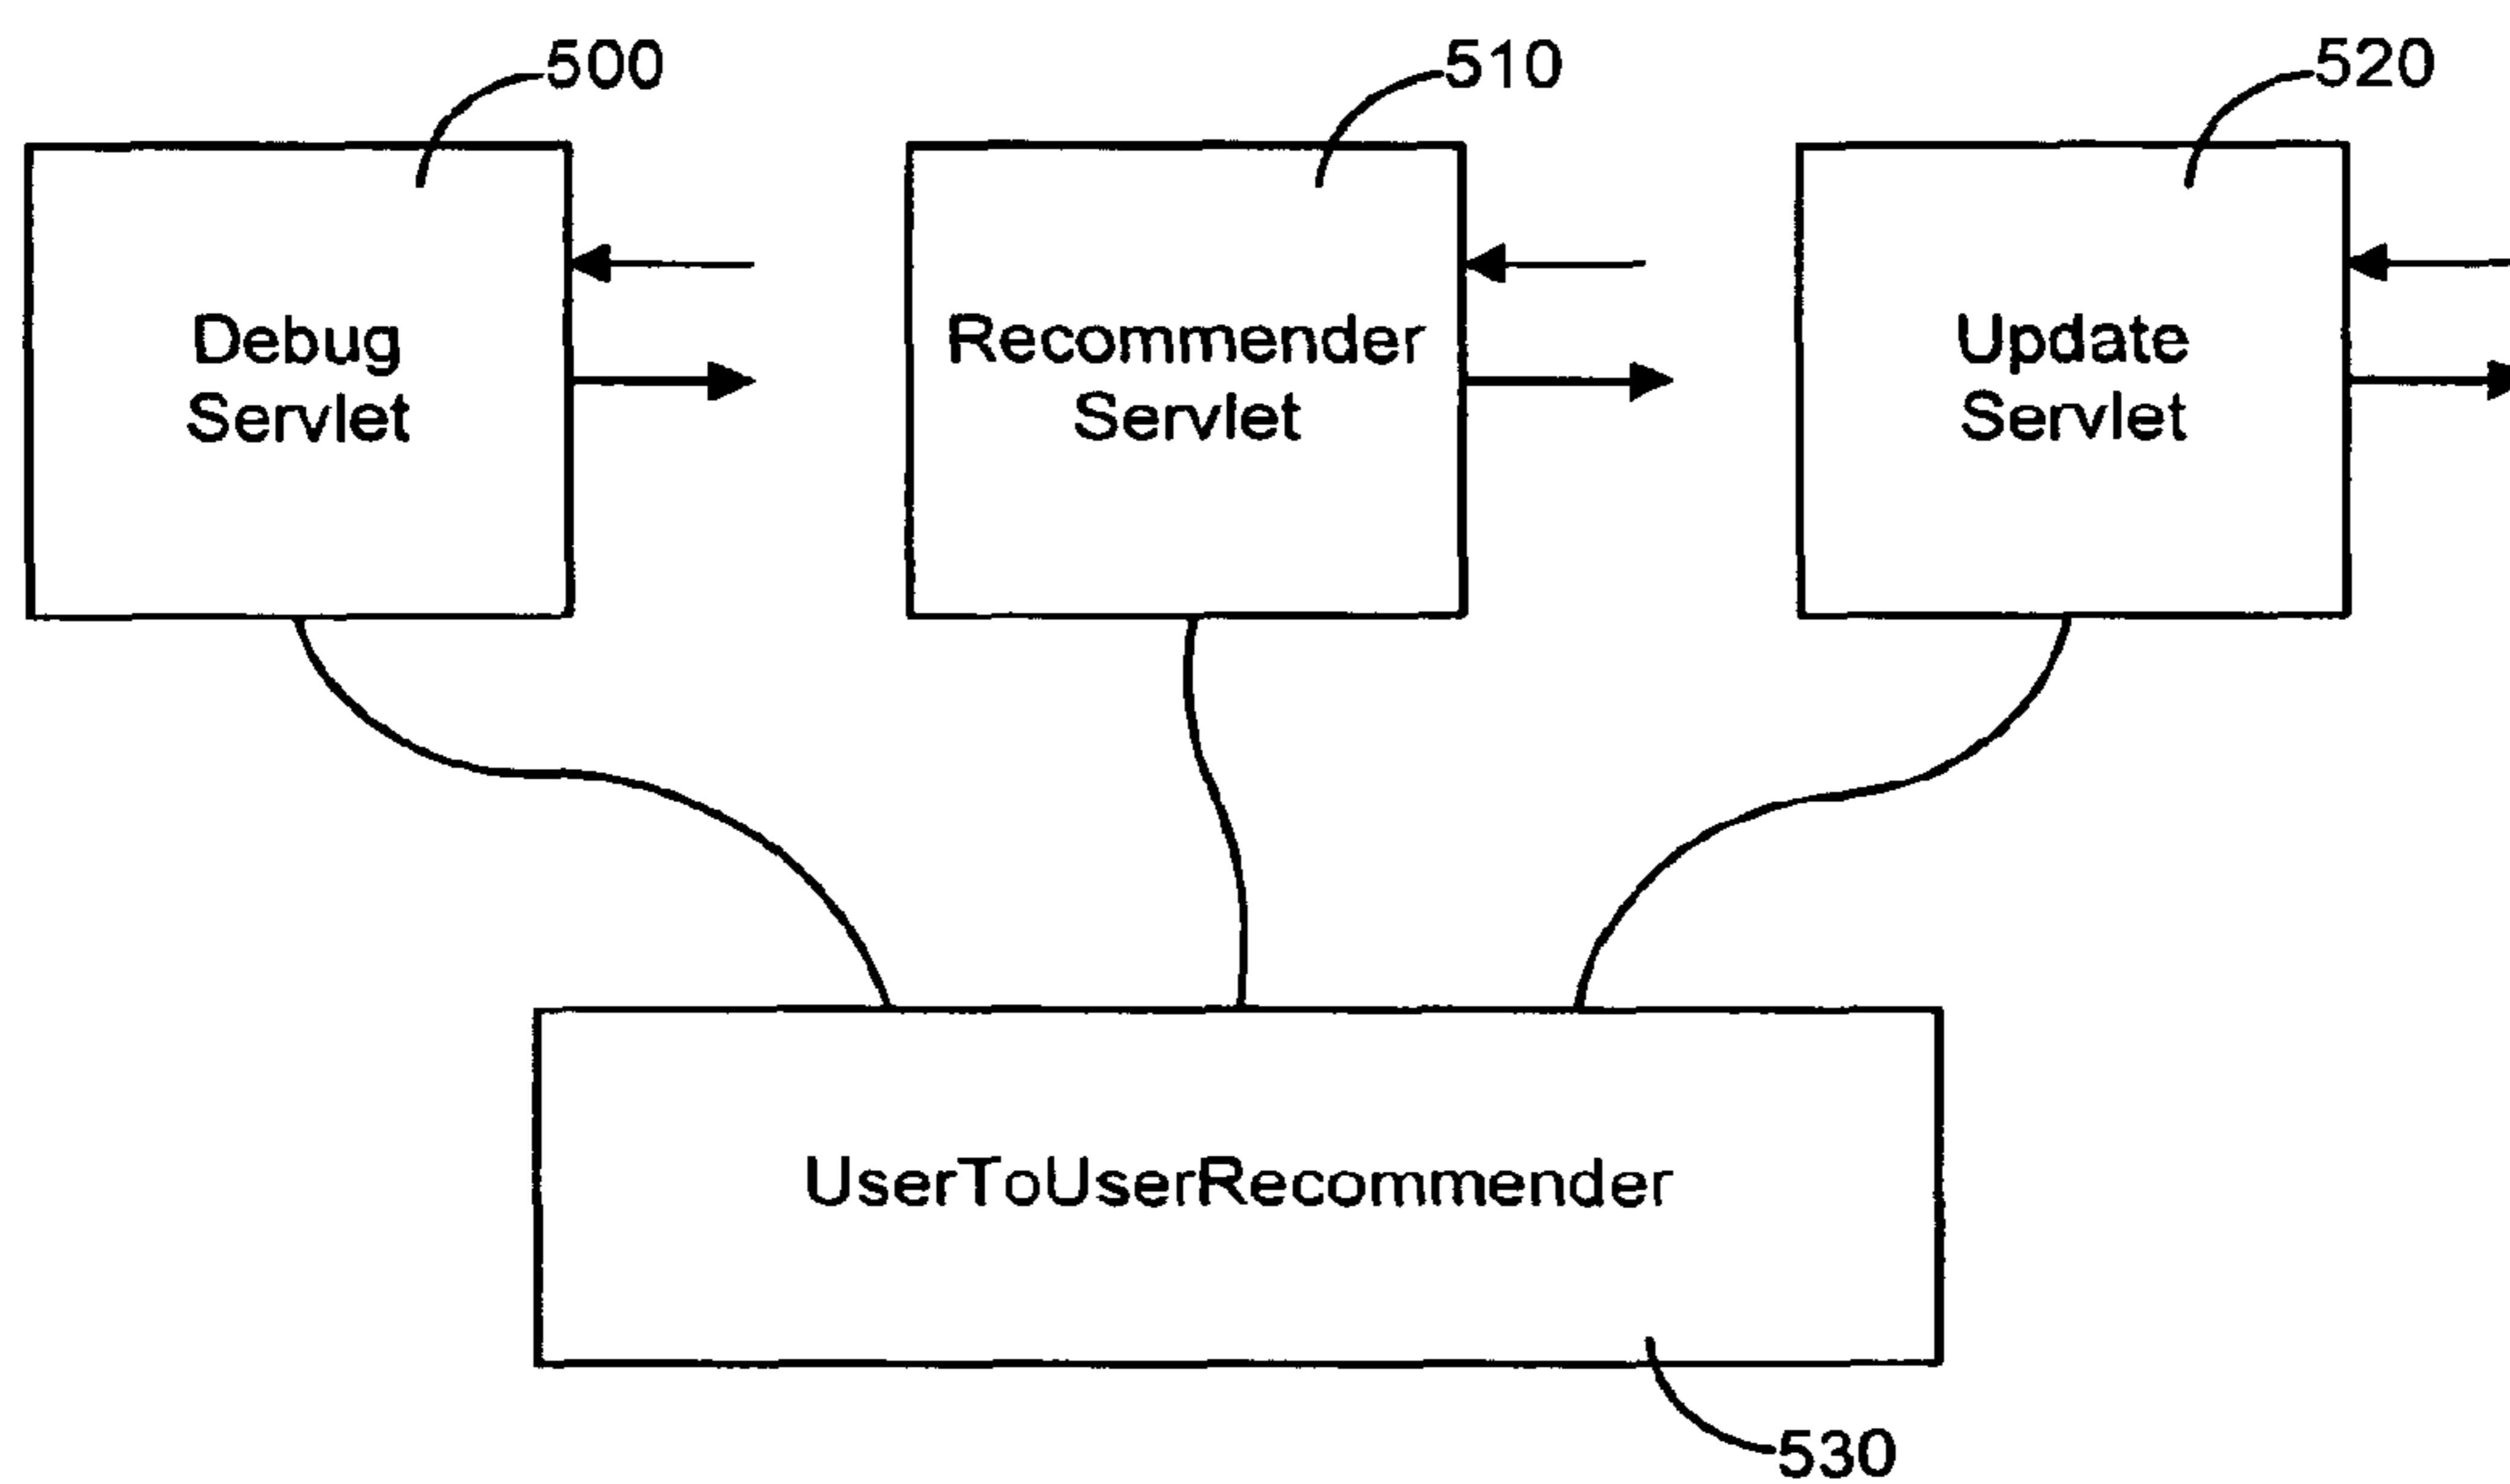 500
510
520
Debug
Servlet
Recommender
Servlet
Update
Servlet
UserToUserRecommender
530